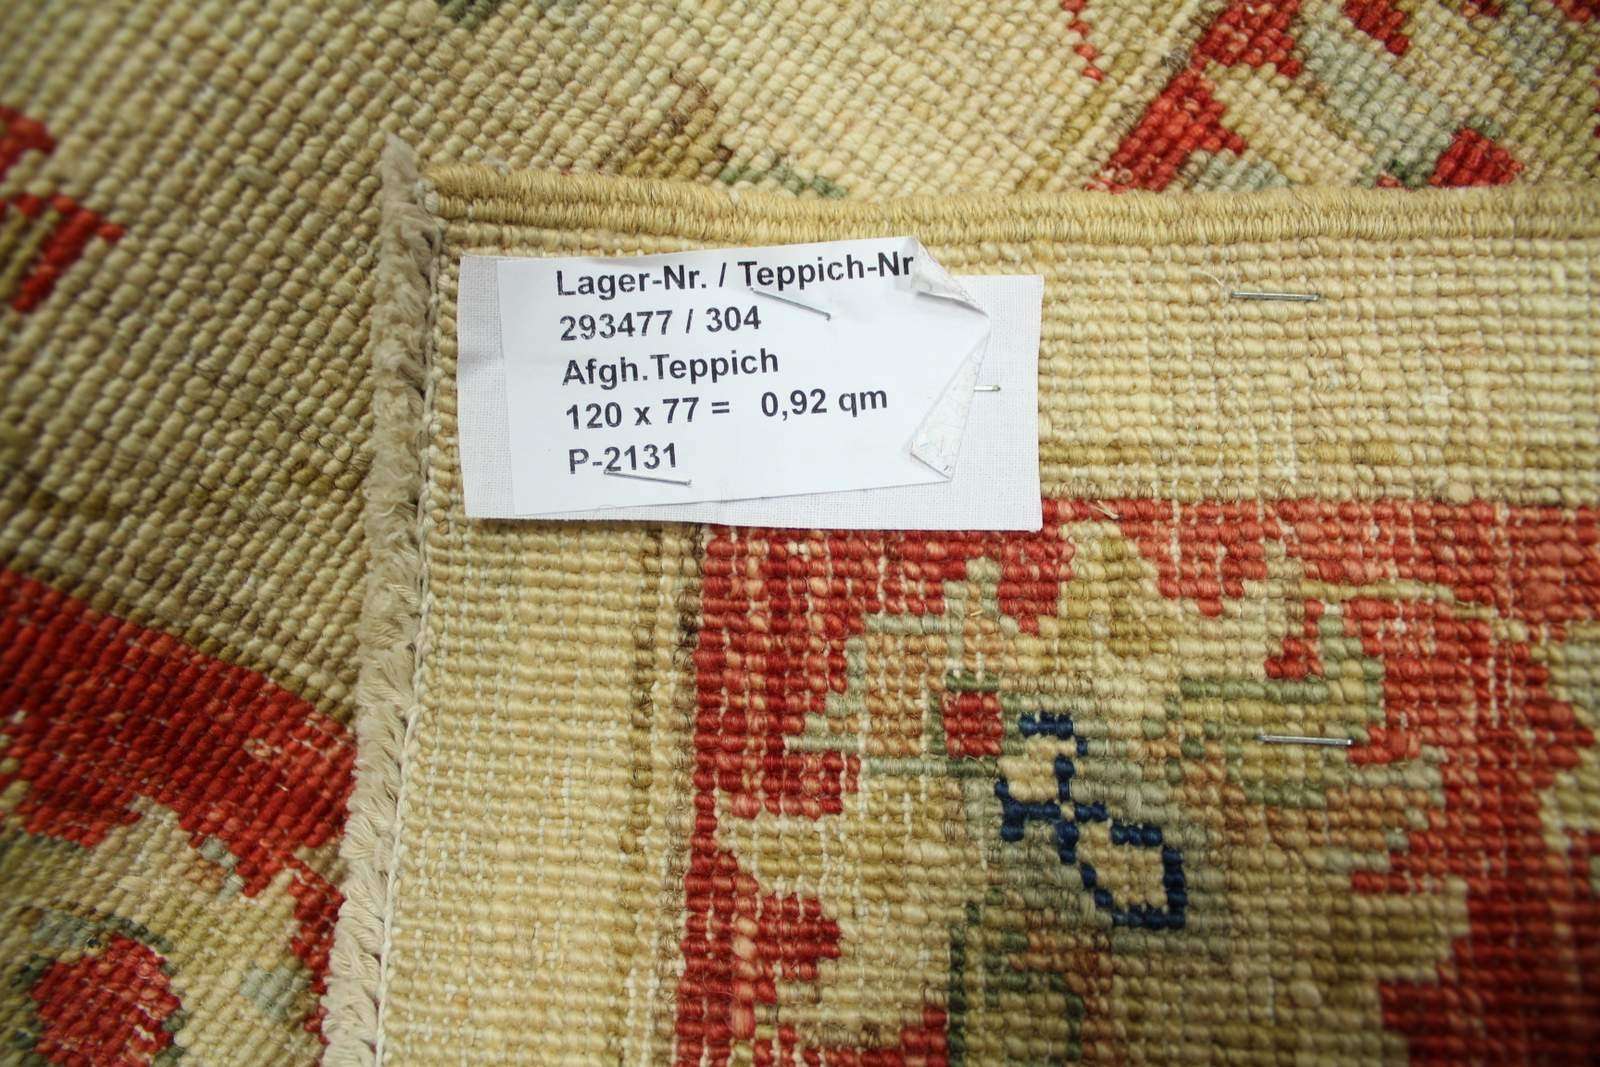 Lager-Nr. / Teppich-Nr
293477 / 304
Afgh.Teppich
120 x 77 = 0,92 qm
P-2131